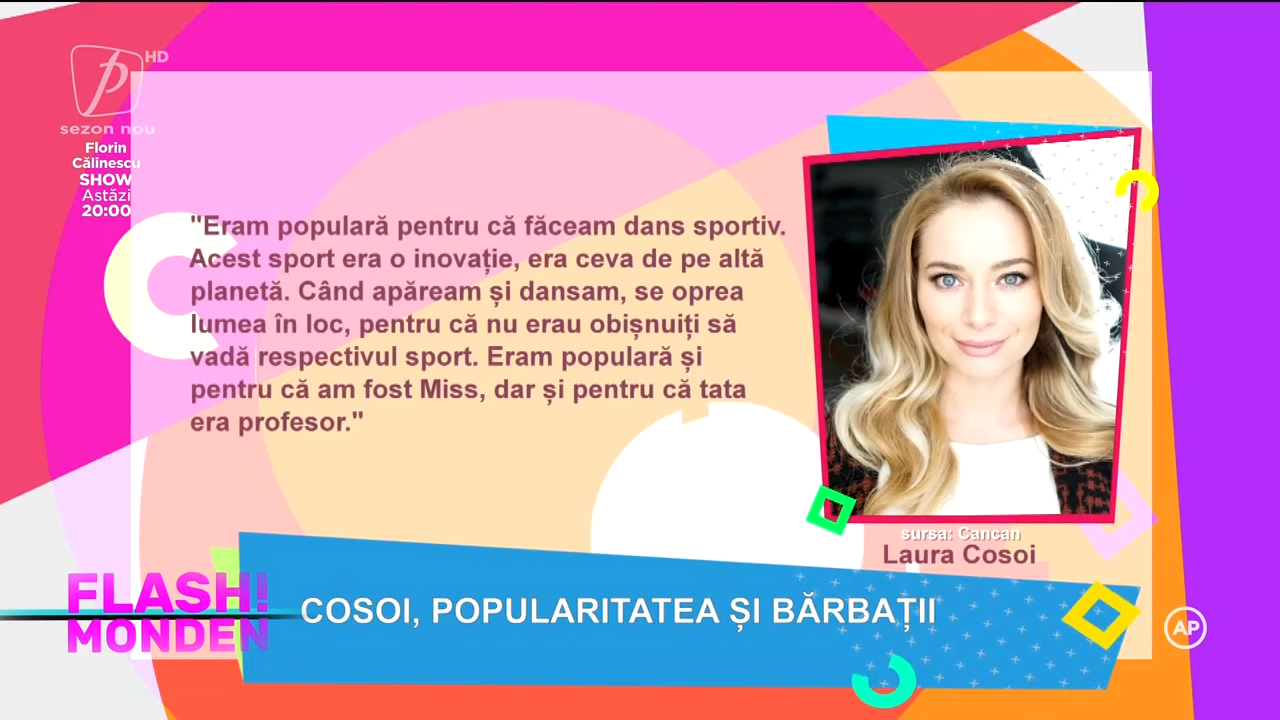 HD
sezon nou
Florin
Călinescu
SHOW
Astăzi
20:00
"Eram populară pentru că făceam dans sportiv.
Acest sport era o inovație, era ceva de pe altă
planetă. Când apăream și dansam, se oprea
lumea în loc, pentru că nu erau obișnuiți să
vadă respectivul sport. Eram populară și
pentru că am fost Miss, dar și pentru că tata
era profesor."
sursa: Cancan
Laura Cosoi
FLASH!
MONDEN
COSOI, POPULARITATEA ȘI BĂRBAȚII
AP